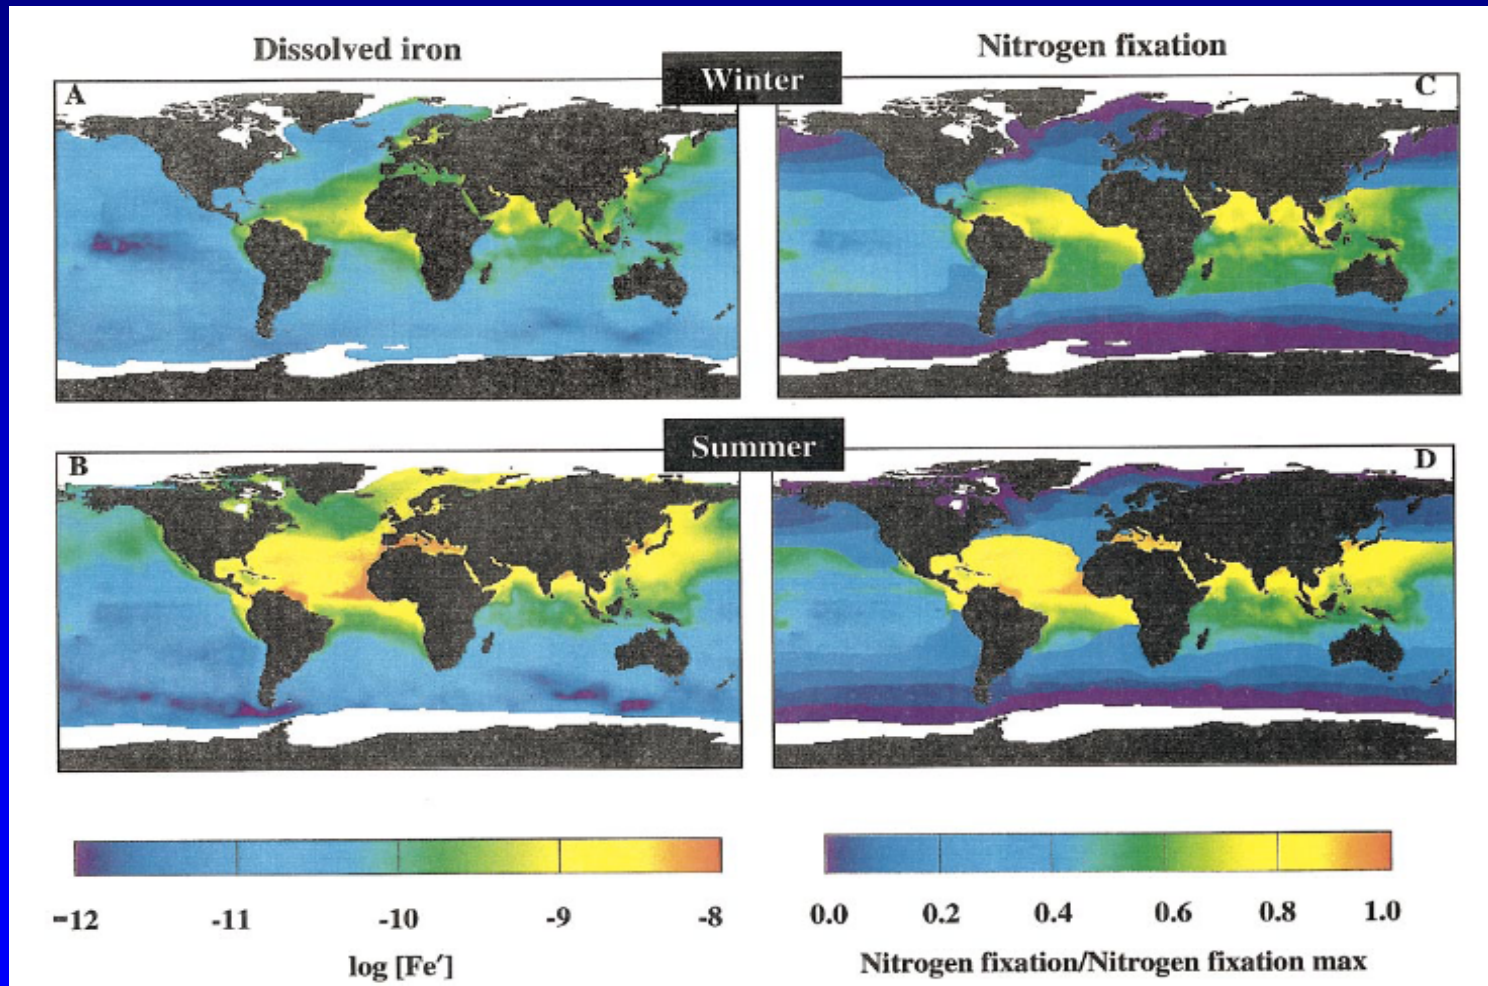 Dissolved iron
Nitrogen fixation
Winter
A
C
Summer
B
D
-12 -11 -10 -9 -8
log [Fe′]
0.0 0.2 0.4 0.6 0.8 1.0
Nitrogen fixation/Nitrogen fixation max